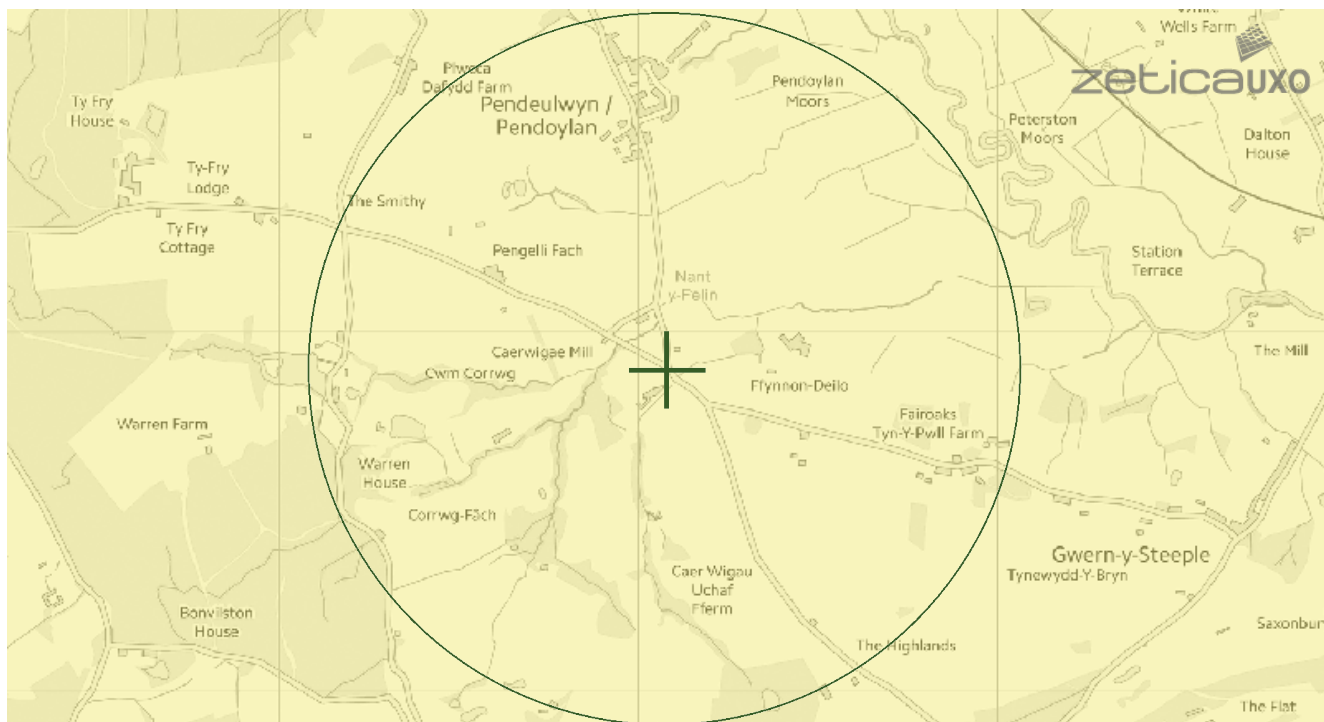 Wells Farm
zeticauxo
Plweca
Dafydd Farm
Pendoylan
Moors
Ty Fry
House
Pendeulwyn /
Pendoylan
Peterston
Moors
Dalton
House
Ty-Fry
Lodge
The Smithy
Ty Fry
Cottage
Pengelli Fach
Station
Terrace
Nant
y-Felin
Caerwigae Mill
The Mill
Cwm Corrwg
Ffynnon-Deilo
Warren Farm
Fairoaks
Tyn-Y-Pwll Farm
Warren
House
Corrwg-Fâch
Gwern-y-Steeple
Tynewydd-Y-Bryn
Caer Wigau
Uchaf
Fferm
Bonvilston
House
Saxonbur
The Highlands
The Flat